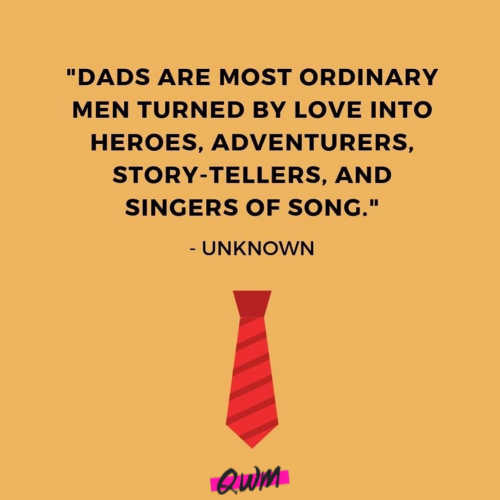 "DADS ARE MOST ORDINARY
MEN TURNED BY LOVE INTO
HEROES, ADVENTURERS,
STORY-TELLERS, AND
SINGERS OF SONG."
- UNKNOWN
QWM